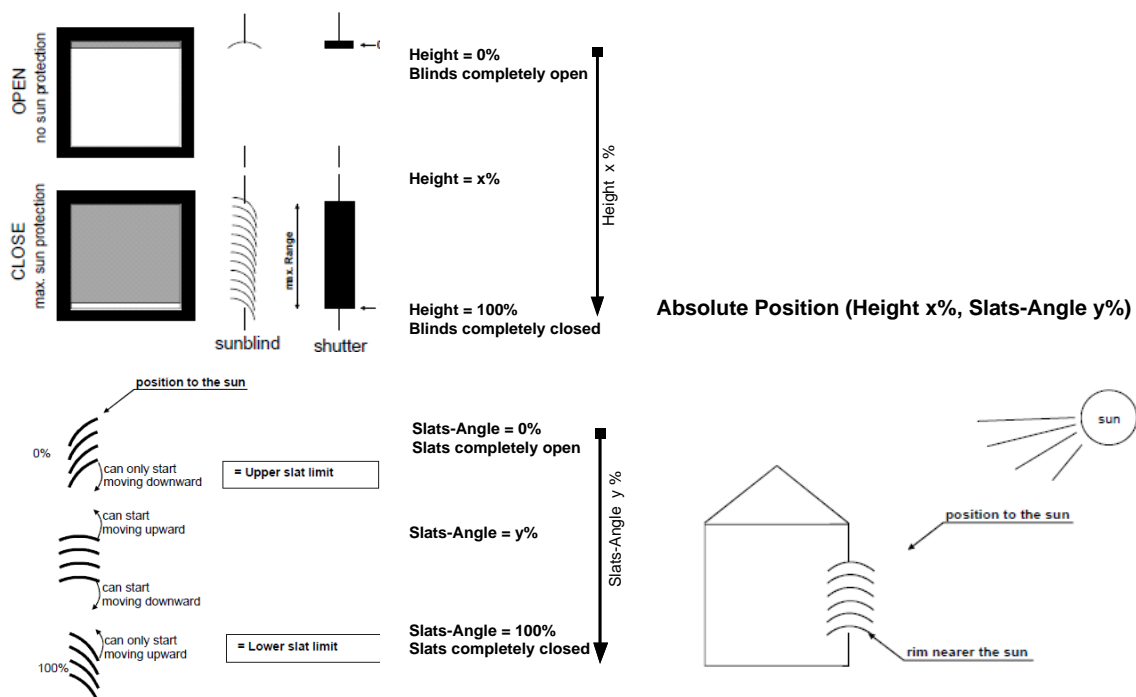 OPEN
no sun protection
Height = 0%
Blinds completely open
Height = x%
Height x %
CLOSE
max. sun protection
max. Range
Height = 100%
Blinds completely closed
sunblind
shutter
Absolute Position (Height x%, Slats-Angle y%)
position to the sun
0%
can only start
moving downward
= Upper slat limit
Slats-Angle = 0%
Slats completely open
can start
moving upward
Slats-Angle = y%
Slats-Angle y %
can start
moving downward
can only start
moving upward
= Lower slat limit
Slats-Angle = 100%
Slats completely closed
100%
sun
position to the sun
rim nearer the sun